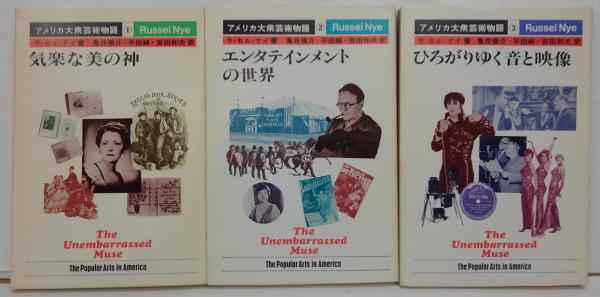 アメリカ大衆芸術物語 1 Russel Nye
ラッセル・ナイ著 亀井俊介・平田純・吉田和夫 訳
気楽な美の神
The
Unembarrassed
Muse
The Popular Arts in America
アメリカ大衆芸術物語 2 Russel Nye
ラッセル・ナイ著 亀井俊介・平田純・吉田和夫 訳
エンタテインメント
の世界
The
Unembarrassed
Muse
The Popular Arts in America
アメリカ大衆芸術物語 3 Russel Nye
ラッセル・ナイ著 亀井俊介・平田純・吉田和夫 訳
ひろがりゆく音と映像
Victrola
The
Unembarrassed
Muse
The Popular Arts in America